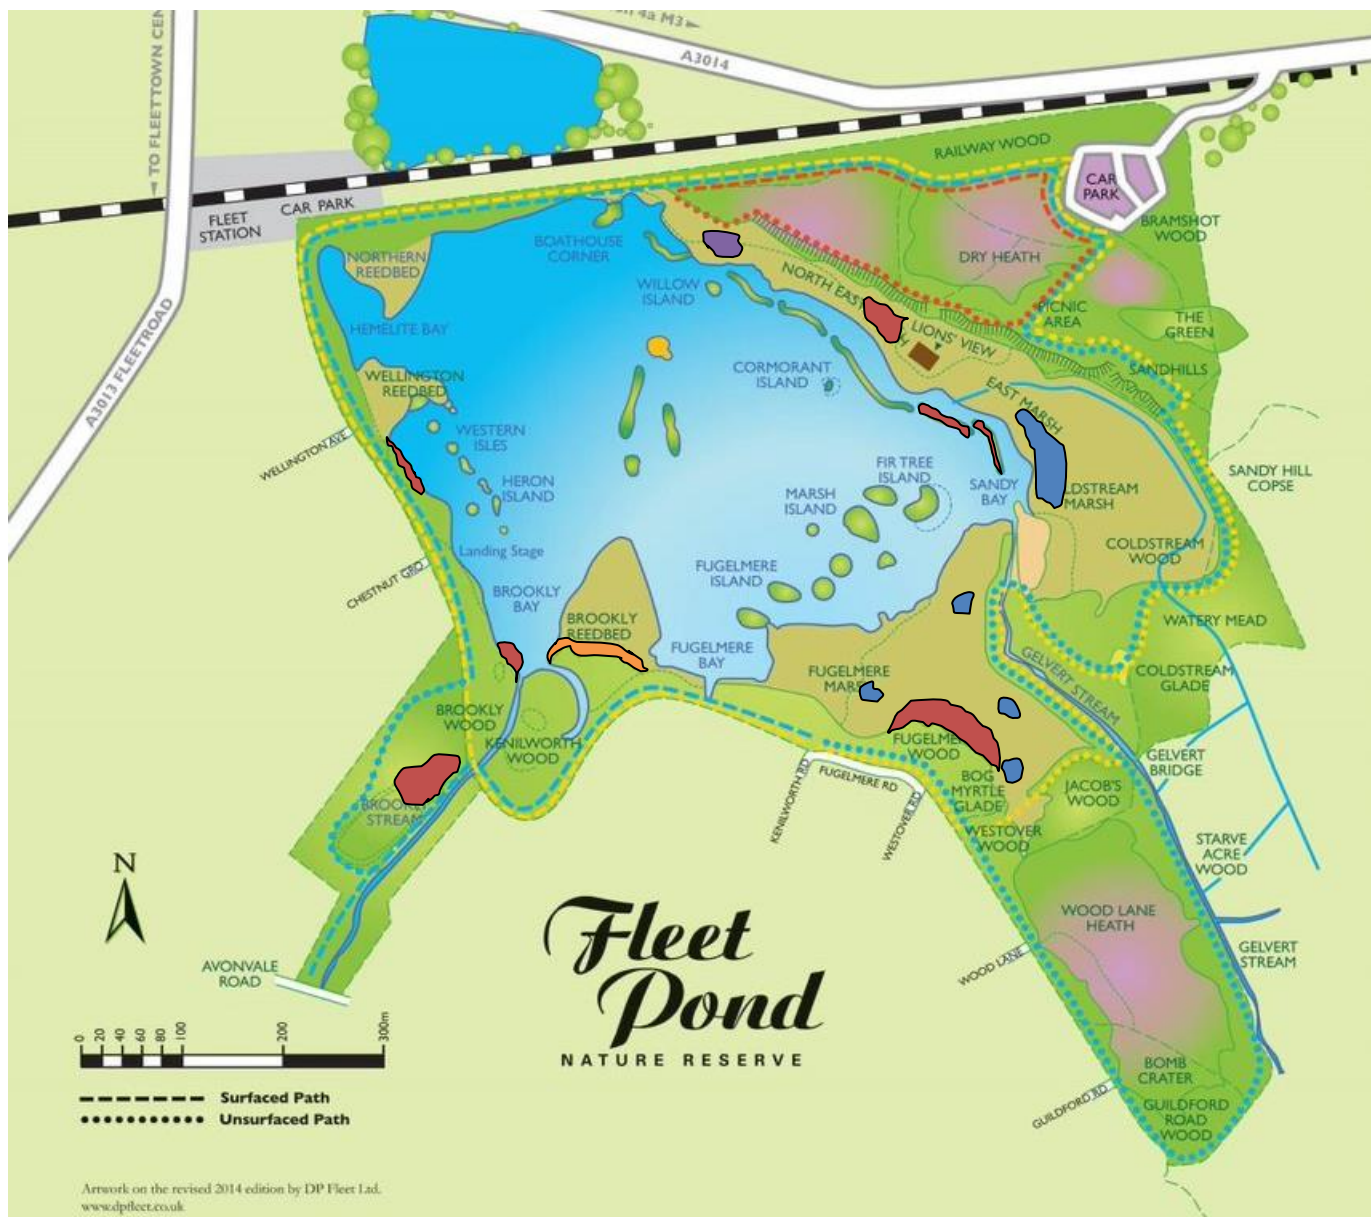 4a M3
A3014
TO FLEETTOWN CEN
RAILWAY WOOD
CAR
PARK
CAR PARK
FLEET
STATION
BRAMSHOT
WOOD
BOATHOUSE
CORNER
NORTHERN
REEDBED
DRY HEATH
NORTH EAS
WILLOW
ISLAND
PICNIC
AREA
THE
GREEN
HEMELITE BAY
LIONS' VIEW
A3013 FLEETROAD
CORMORANT
ISLAND
SANDHILLS
WELLINGTON
REEDBED
EAST MARSH
WESTERN
ISLES
WELLINGTON AVE
FIR TREE
ISLAND
SANDY HILL
COPSE
HERON
ISLAND
MARSH
ISLAND
SANDY
BAY
LDSTREAM
MARSH
Landing Stage
COLDSTREAM
WOOD
CHESTNUT GRO
FUGELMERE
ISLAND
BROOKLY
BAY
BROOKLY
REEDBED
WATERY MEAD
FUGELMERE
BAY
GELVERT STREAM
FUGELMERE
MARS
COLDSTREAM
GLADE
BROOKLY
WOOD
KENILWORTH
WOOD
FUGELME
WOOD
GELVERT
BRIDGE
FUGELMERE RD
KENILWORTH RD
WESTOVER RD
BOG
MYRTLE
GLADE
JACOB'S
WOOD
BROOK
STREAM
WESTOVER
WOOD
STARVE
ACRE
WOOD
N
WOOD LANE
HEATH
Fleet
Pond
NATURE RESERVE
GELVERT
STREAM
WOOD LANE
AVONVALE
ROAD
0 20 40 60 80 100 200 300m
BOMB
CRATER
GUILDFORD RD
GUILDFORD
ROAD
WOOD
Surfaced Path
Unsurfaced Path
Artwork on the revised 2014 edition by DP Fleet Ltd.
www.dpfleet.co.uk